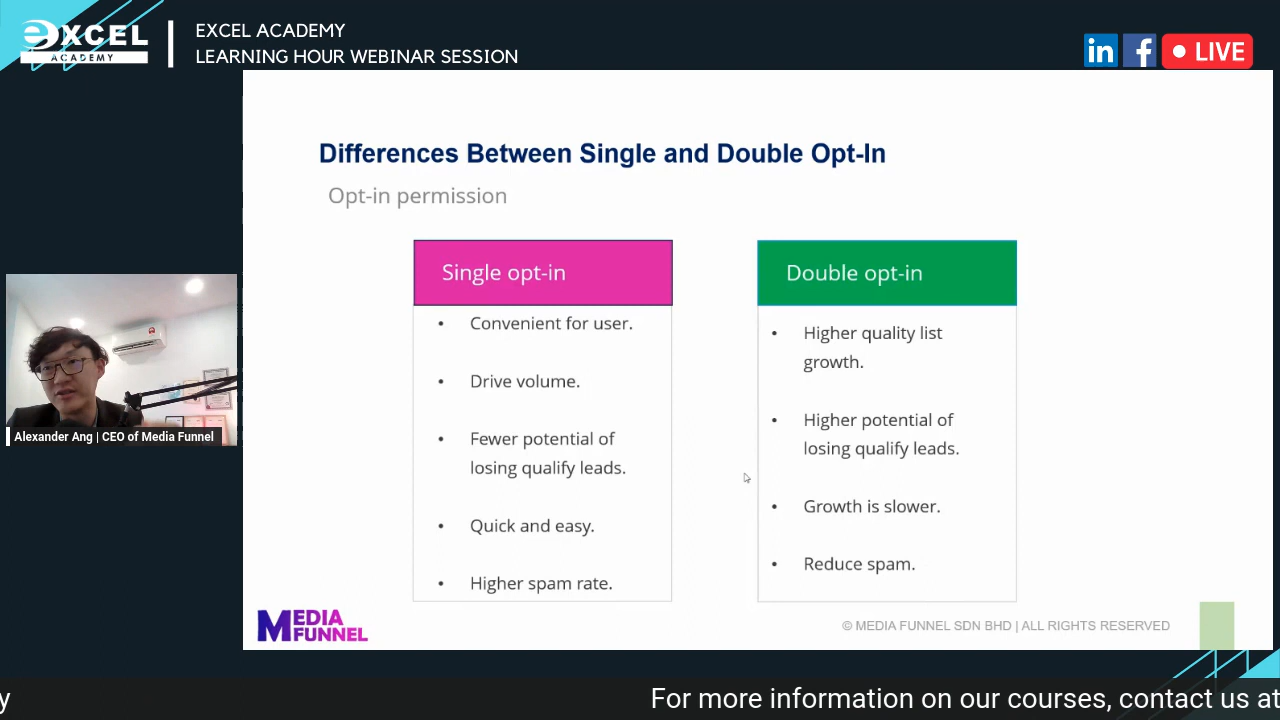 eXCEL
ACADEMY
EXCEL ACADEMY
LEARNING HOUR WEBINAR SESSION
in f LIVE
Differences Between Single and Double Opt-In
Opt-in permission
Single opt-in
• Convenient for user.
• Drive volume.
• Fewer potential of
losing qualify leads.
• Quick and easy.
• Higher spam rate.
Double opt-in
• Higher quality list
growth.
• Higher potential of
losing qualify leads.
• Growth is slower.
• Reduce spam.
Alexander Ang | CEO of Media Funnel
MEDIA
FUNNEL
© MEDIA FUNNEL SDN BHD | ALL RIGHTS RESERVED
y For more information on our courses, contact us at